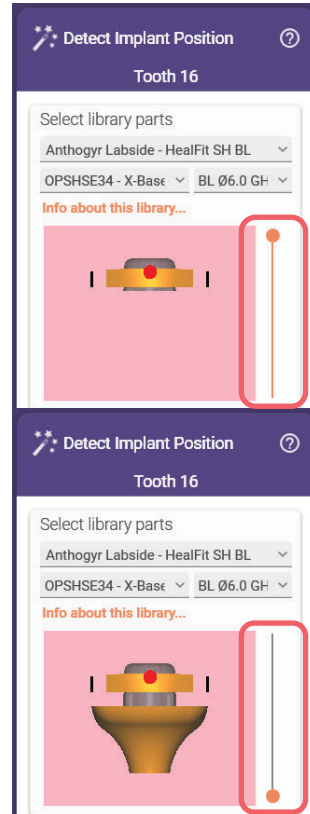 Detect Implant Position
Tooth 16
Select library parts
Anthogyr Labside - HealFit SH BL
OPSHSE34 - X-Base BL Ø6.0 GH
Info about this library...
Detect Implant Position
Tooth 16
Select library parts
Anthogyr Labside - HealFit SH BL
OPSHSE34 - X-Base BL Ø6.0 GH
Info about this library...